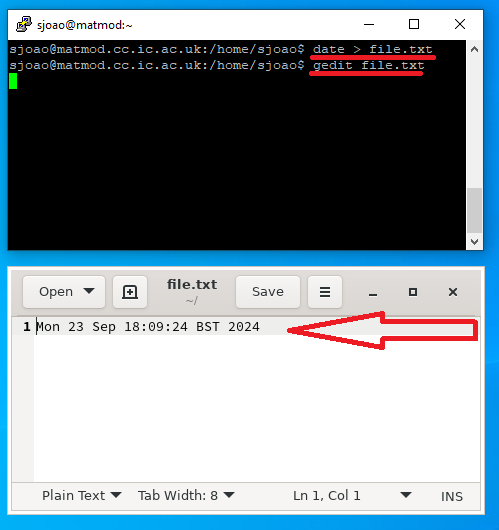 sjoao@matmod:~
sjoao@matmod.cc.ic.ac.uk:/home/sjoao$ date > file.txt
sjoao@matmod.cc.ic.ac.uk:/home/sjoao$ gedit file.txt
Open
file.txt
~/
Save
1 Mon 23 Sep 18:09:24 BST 2024
Plain Text Tab Width: 8 Ln 1, Col 1 INS